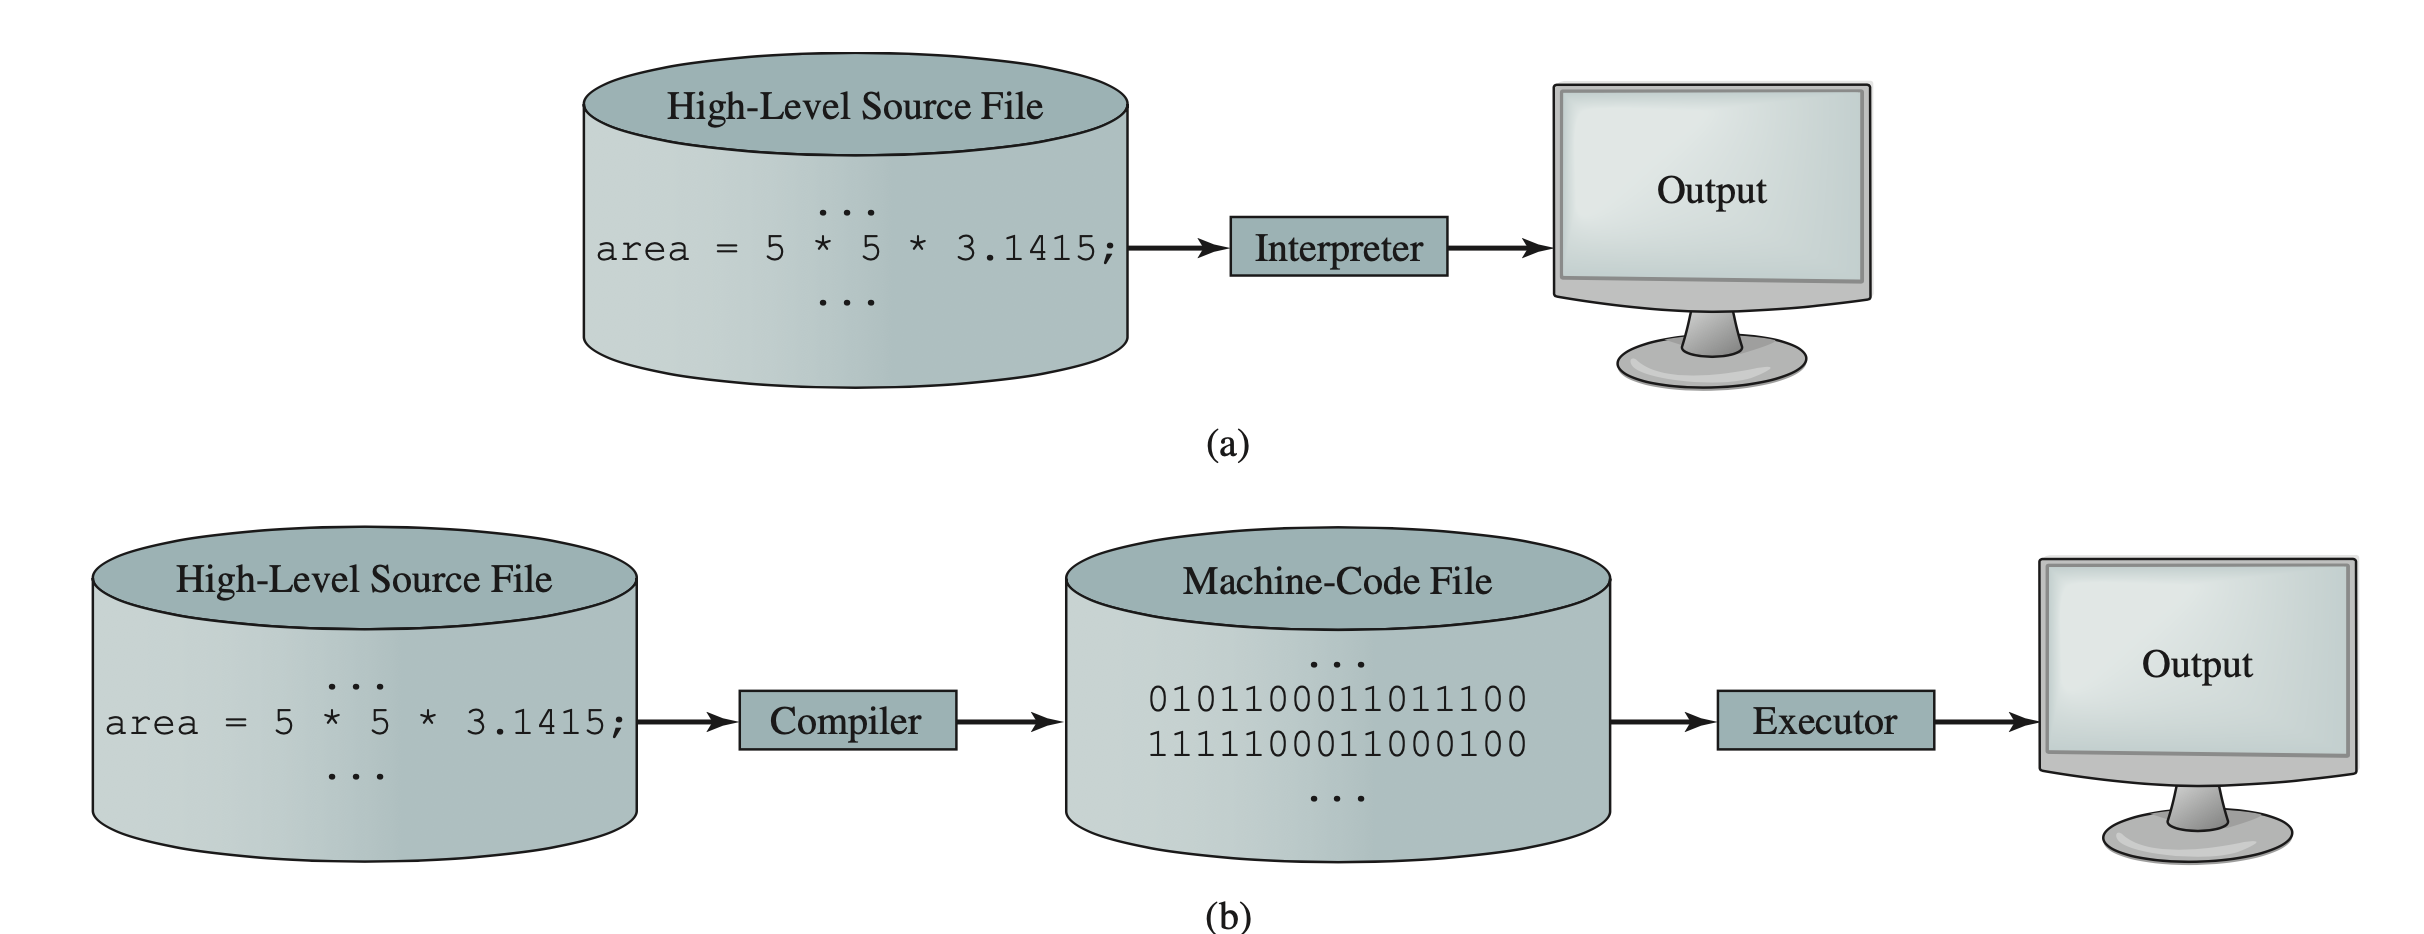 High-Level Source File
...
area = 5 * 5 * 3.1415;
...
Interpreter
Output
(a)
High-Level Source File
...
area = 5 * 5 * 3.1415;
...
Compiler
Machine-Code File
...
0101100011011100
1111100011000100
...
Executor
Output
(b)